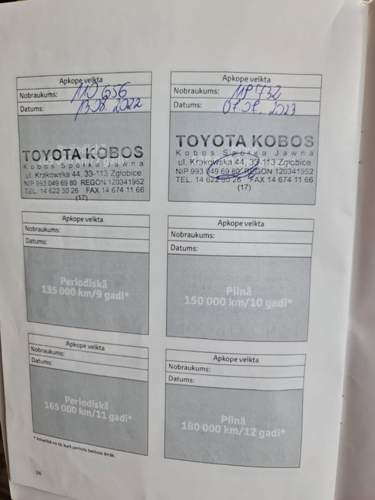 Apkope veikta
Nobraukums: 110 656
Datums: 13.08.2022
TOYOTA KOBOS
Kobos Spółka Jawna
ul. Krakowska 44, 33-113 Zgłobice
NIP 993 049 69 80 REGON 120341952
TEL. 14 622 30 26 FAX 14 674 11 66
(17)
Apkope veikta
Nobraukums: 118 732
Datums: 2023
TOYOTA KOBOS
Kobos Spółka Jawna
ul. Krakowska 44, 33-113 Zgłobice
NIP 993 049 69 80 REGON 120341952
TEL. 14 622 30 26 FAX 14 674 11 66
(17)
Apkope veikta
Nobraukums:
Datums:
Periodiskā
135 000 km/9 gadi*
Apkope veikta
Nobraukums:
Datums:
Pilnā
150 000 km/10 gadi*
Apkope veikta
Nobraukums:
Datums:
Periodiskā
165 000 km/11 gadi*
Apkope veikta
Nobraukums:
Datums:
Pilnā
180 000 km/12 gadi*